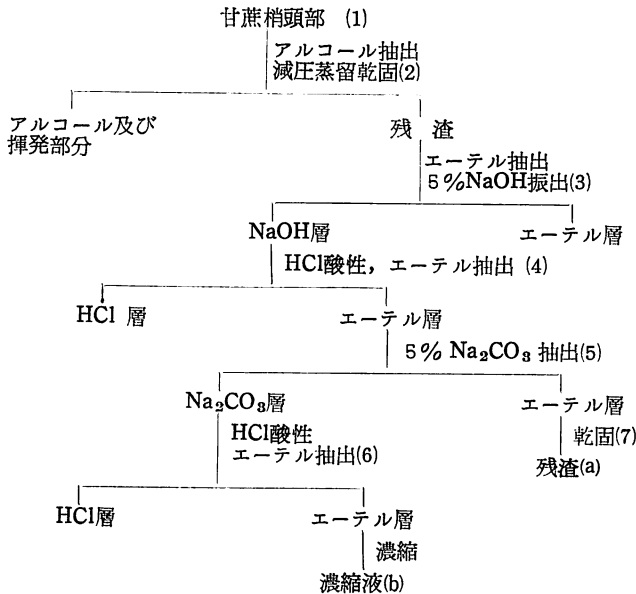 甘蔗梢頭部 (1)
アルコール抽出
減圧蒸留乾固(2)
アルコール及び
揮発部分
残 渣
エーテル抽出
5%NaOH振出(3)
NaOH層
エーテル層
HCl酸性，エーテル抽出 (4)
HCl 層
エーテル層
5% Na₂CO₃ 抽出(5)
Na₂CO₃層
エーテル層
HCl酸性
エーテル抽出(6)
乾固(7)
残渣(a)
HCl層
エーテル層
濃縮
濃縮液(b)